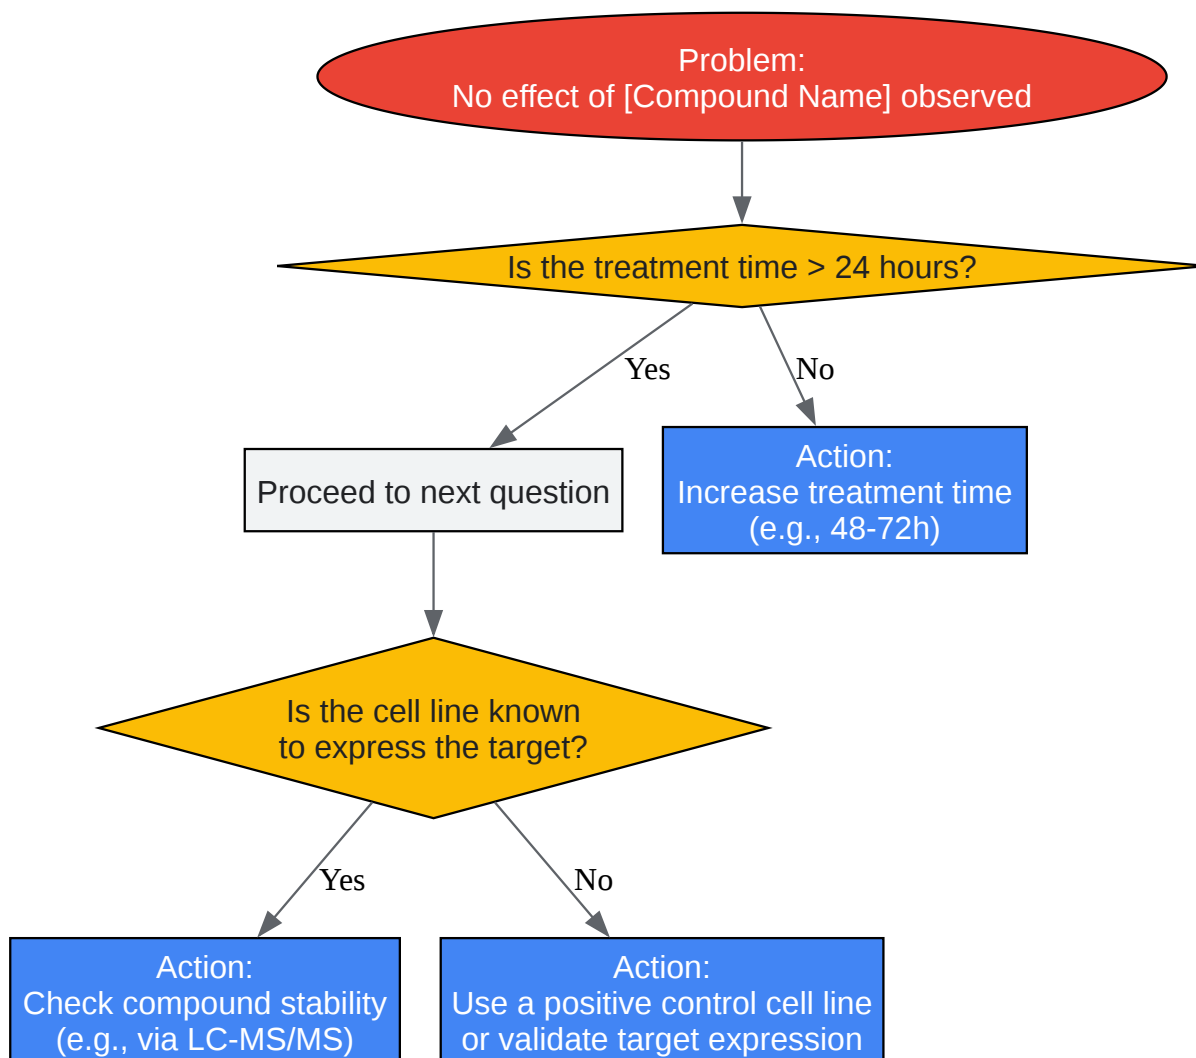 Problem:
No effect of [Compound Name] observed
Is the treatment time > 24 hours?
Yes
No
Proceed to next question
Action:
Increase treatment time
(e.g., 48-72h)
Is the cell line known
to express the target?
Yes
No
Action:
Check compound stability
(e.g., via LC-MS/MS)
Action:
Use a positive control cell line
or validate target expression